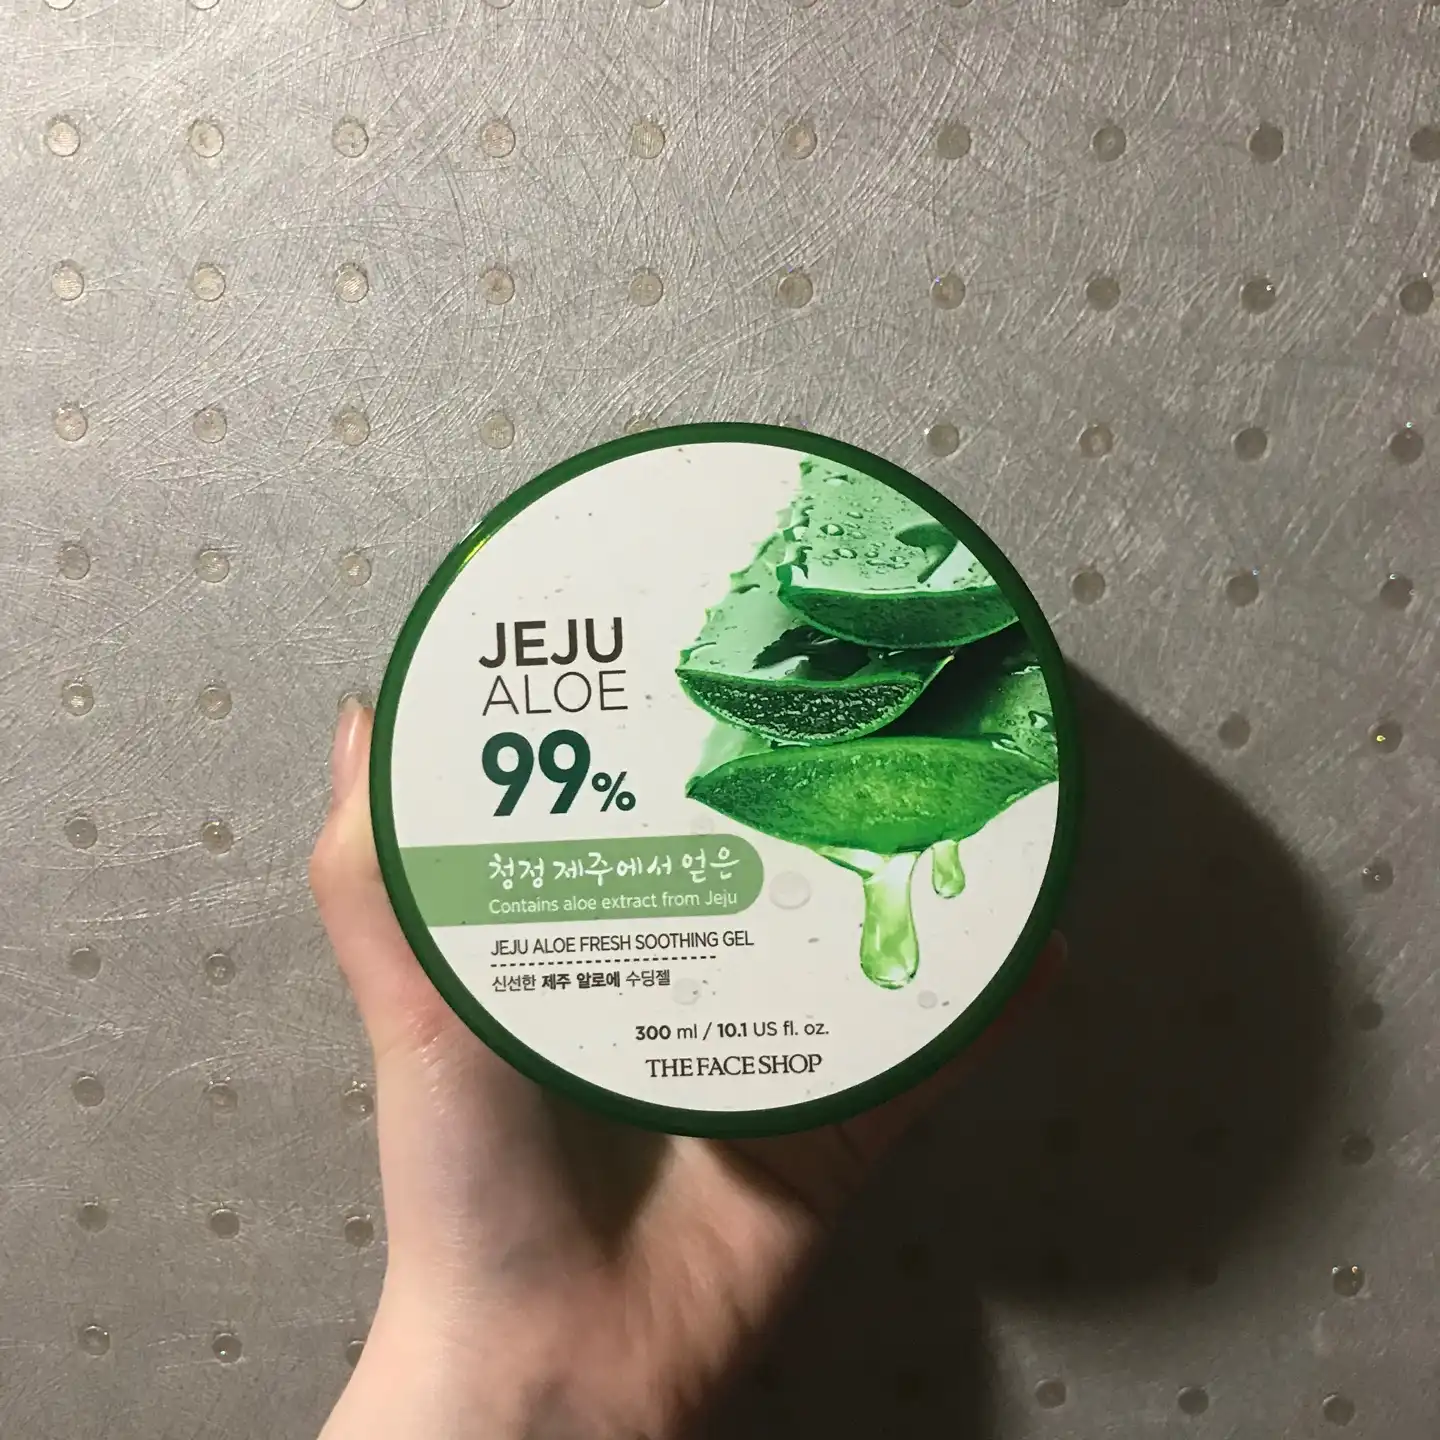 JEJU
ALOE
99%
청정 제주에서 얻은
Contains aloe extract from Jeju
JEJU ALOE FRESH SOOTHING GEL
신선한 제주 알로에 수딩젤
300 ml / 10.1 US fl. oz.
THE FACE SHOP